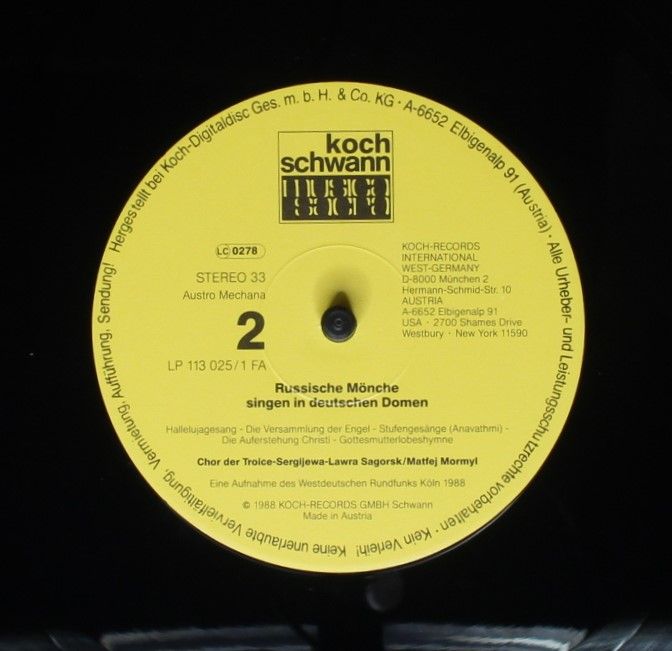 Hergestellt bei Koch-Digitaldisc Ges. m. b. H. & Co. KG · A-6652 Elbigenalp 91 (Austria) · Alle Urheber- und Leistungsschutzrechte vorbehalten · Kein Verleih! Keine unerlaubte Vervielfältigung, Vermietung, Aufführung, Sendung!
koch
schwann
musica
sacra
LC 0278
STEREO 33
Austro Mechana
2
LP 113 025/1 FA
KOCH-RECORDS
INTERNATIONAL
WEST-GERMANY
D-8000 München 2
Hermann-Schmid-Str. 10
AUSTRIA
A-6652 Elbigenalp 91
USA · 2700 Shames Drive
Westbury · New York 11590
Russische Mönche
singen in deutschen Domen
Hallelujagesang - Die Versammlung der Engel - Stufengesänge (Anavathmi) -
Die Auferstehung Christi - Gottesmutterlobeshymne
Chor der Troice-Sergijewa-Lawra Sagorsk/Matfej Mormyl
Eine Aufnahme des Westdeutschen Rundfunks Köln 1988
© 1988 KOCH-RECORDS GMBH Schwann
Made in Austria